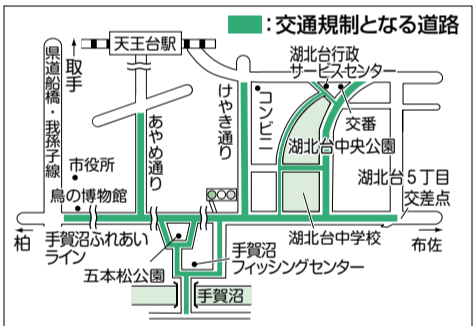 ：交通規制となる道路
天王台駅
県道船橋・我孫子線
取手
湖北台行政
サービスセンター
けやき通り
コンビニ
交番
あやめ通り
湖北台中央公園
市役所
鳥の博物館
湖北台5丁目
交差点
柏
手賀沼ふれあい
ライン
五本松公園
手賀沼
フィッシングセンター
湖北台中学校
布佐
手賀沼